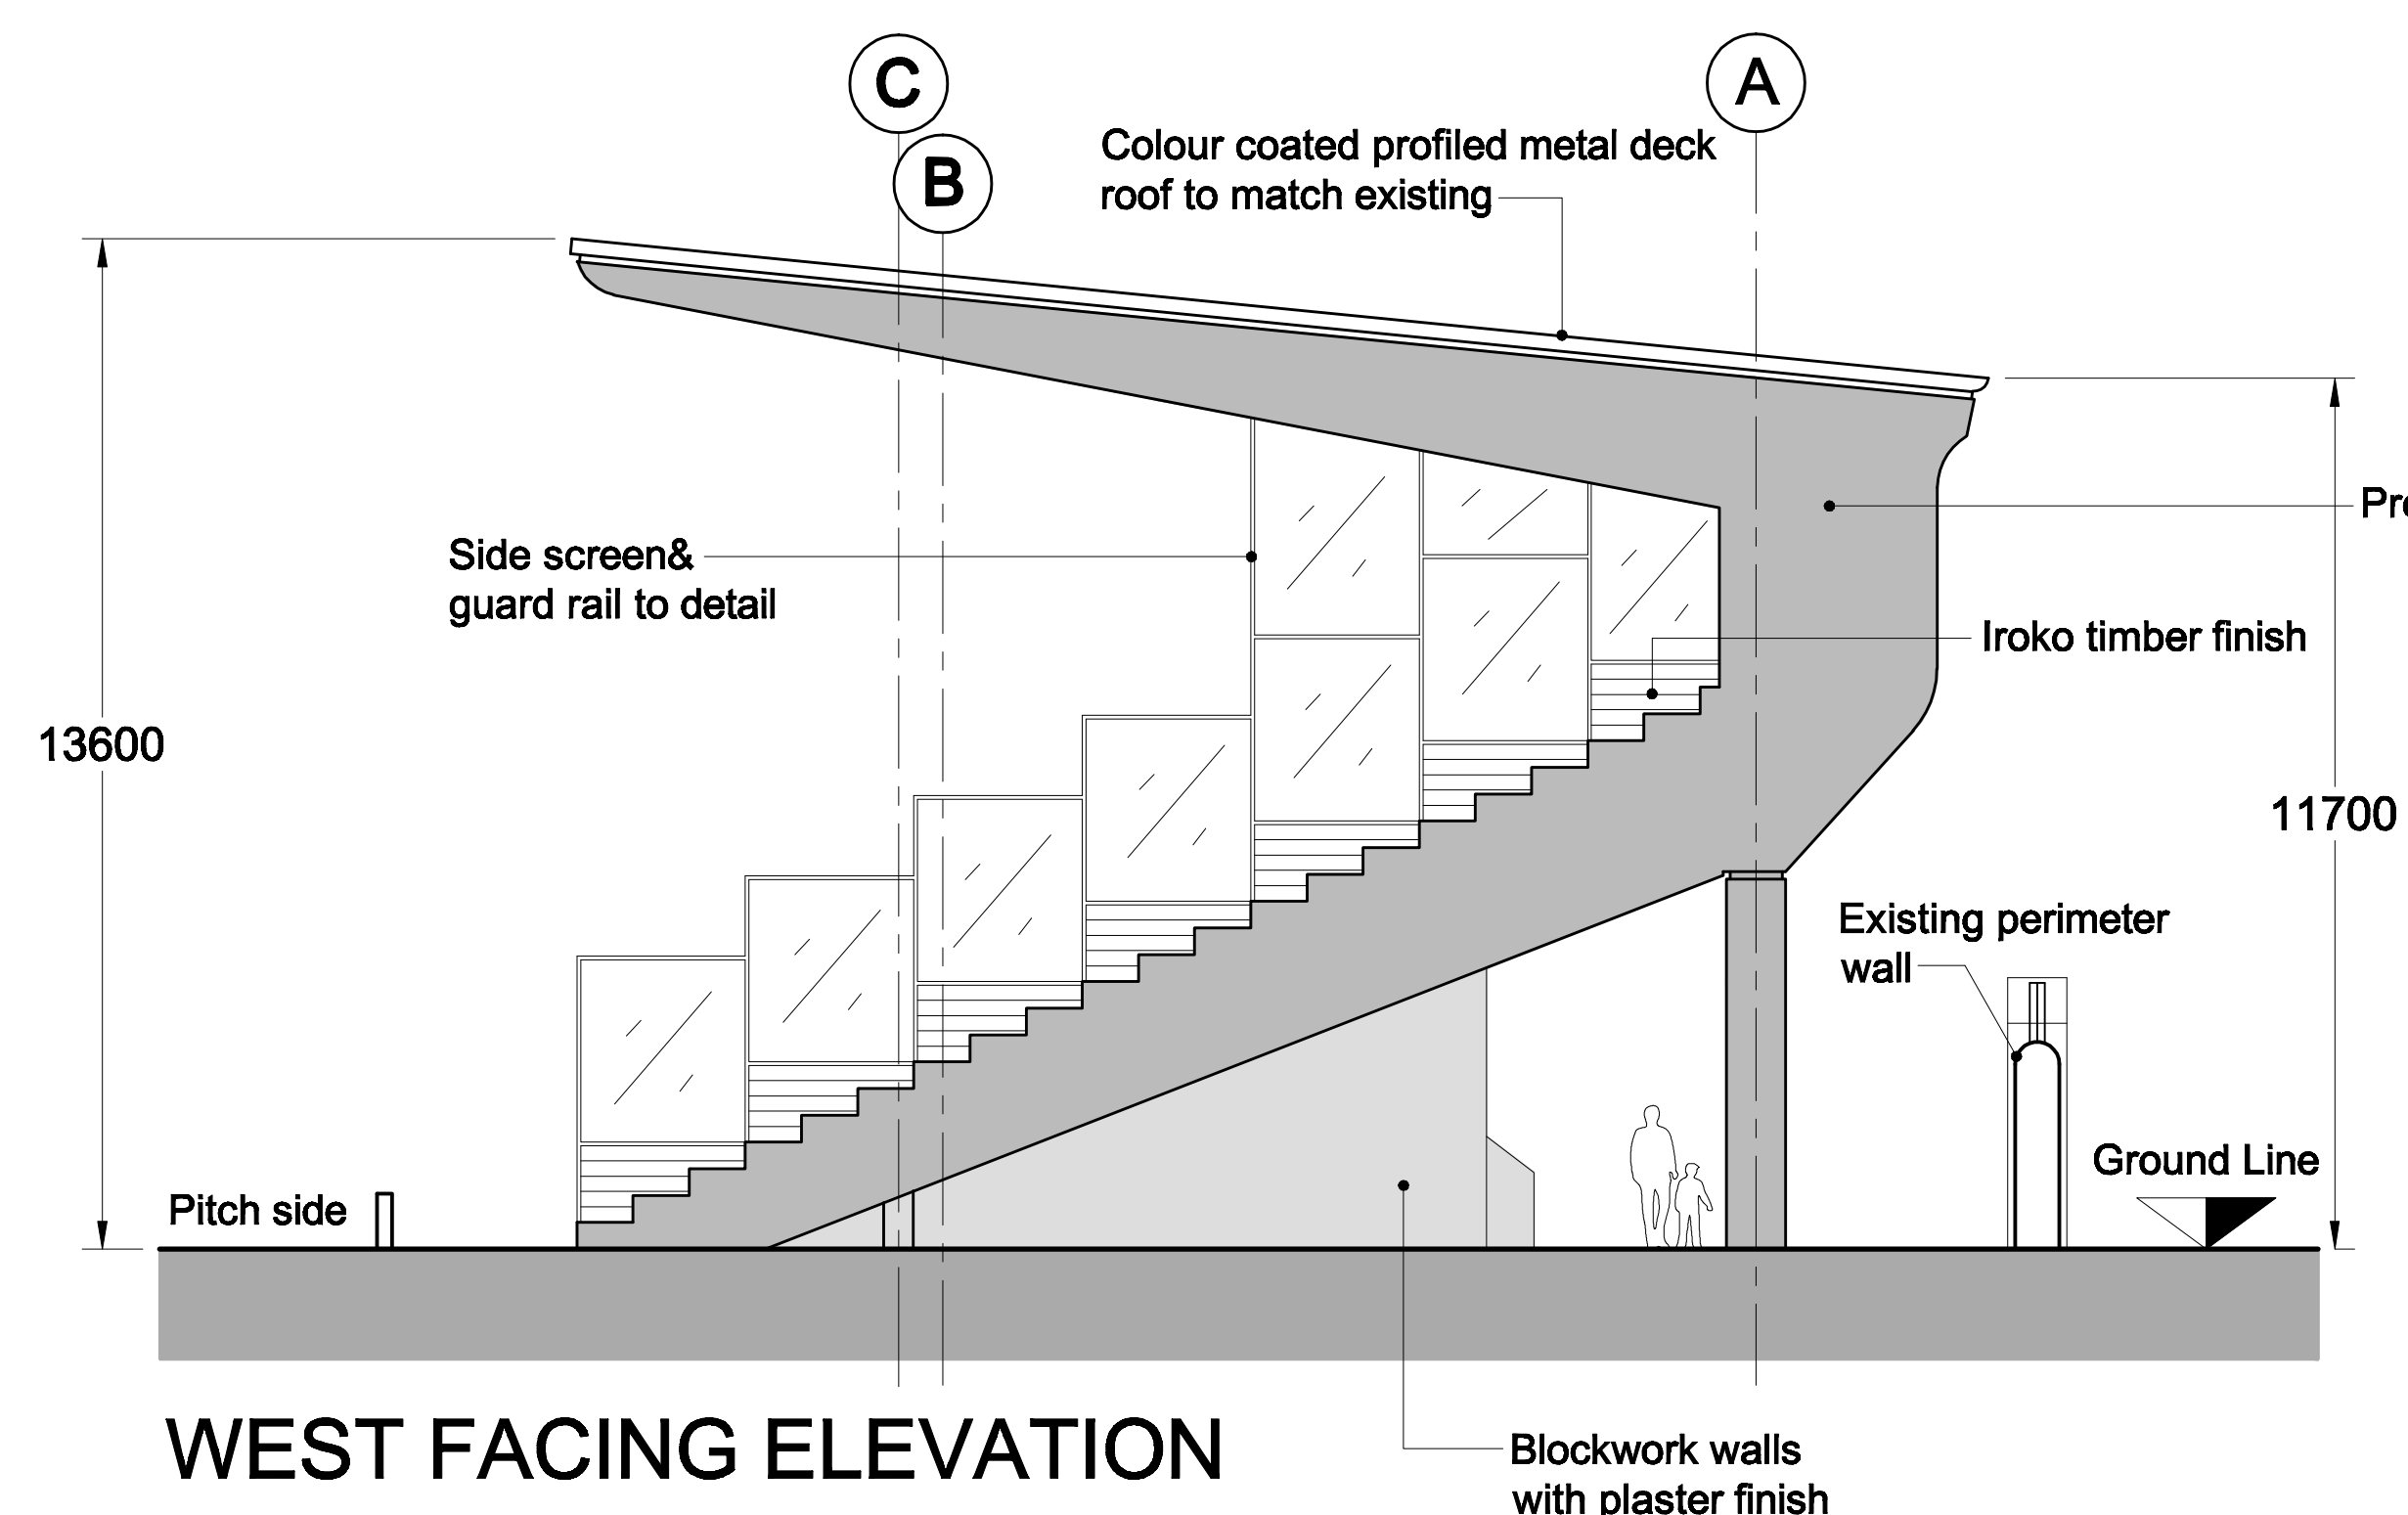 C
A
B
Colour coated profiled metal deck
roof to match existing
Side screen&
guard rail to detail
Iroko timber finish
13600
11700
Existing perimeter
wall
Ground Line
Pitch side
WEST FACING ELEVATION
Blockwork walls
with plaster finish